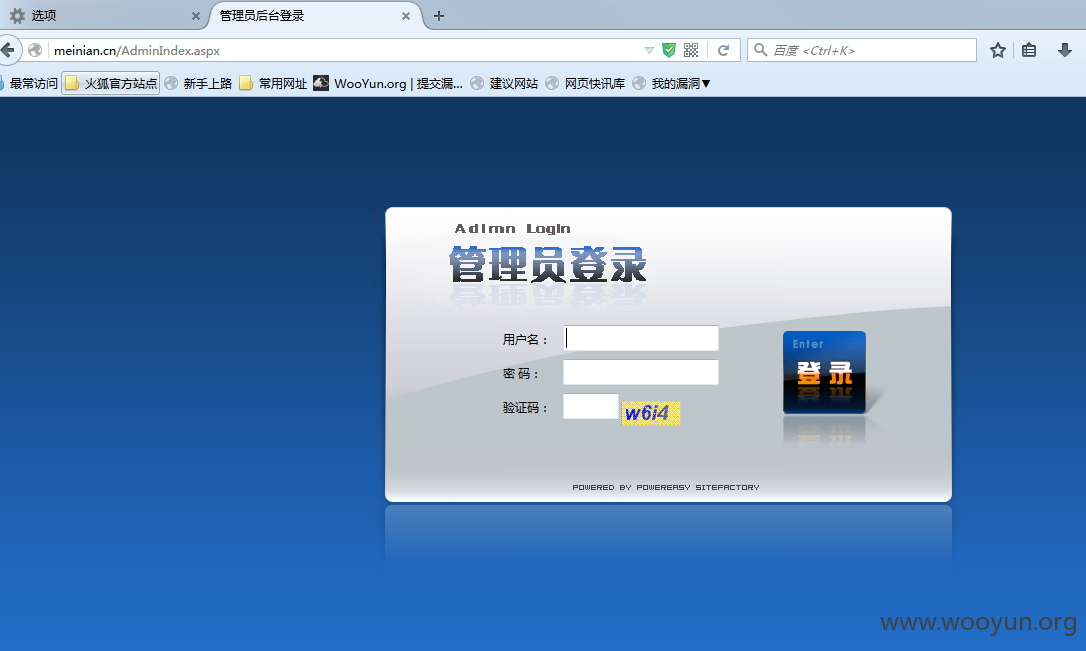 选项
管理员后台登录
meinian.cn/AdminIndex.aspx
百度 <Ctrl+K>
最常访问 火狐官方站点 新手上路 常用网址 WooYun.org | 提交漏... 建议网站 网页快讯库 我的漏洞▼
Adimn Login
管理员登录
用户名：
密 码：
验证码： w6i4
Enter
登录
POWERED BY POWEREASY SITEFACTORY
www.wooyun.org